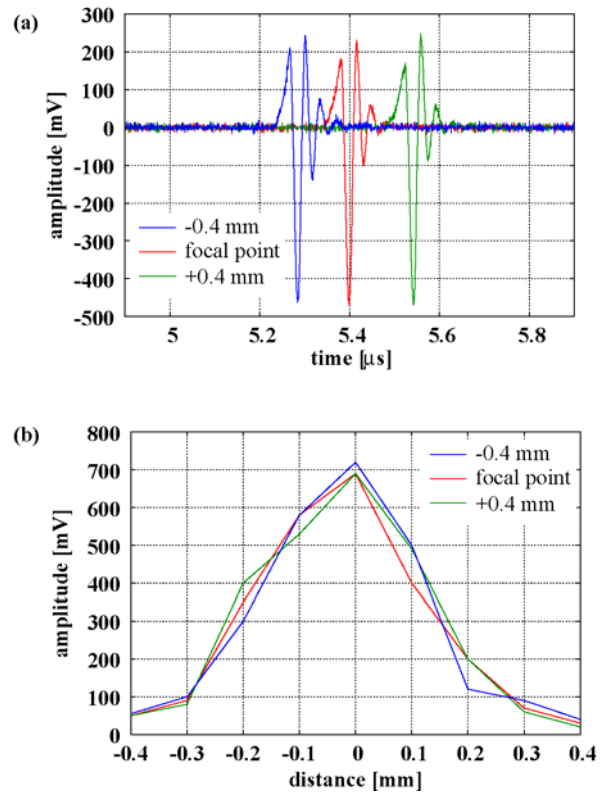 (a)
300
200
100
0
-100
-200
-300
-400
-500
amplitude [mV]
-0.4 mm
focal point
+0.4 mm
5 5.2 5.4 5.6 5.8
time [μs]
(b)
800
700
600
500
400
300
200
100
0
amplitude [mV]
-0.4 mm
focal point
+0.4 mm
-0.4 -0.3 -0.2 -0.1 0 0.1 0.2 0.3 0.4
distance [mm]